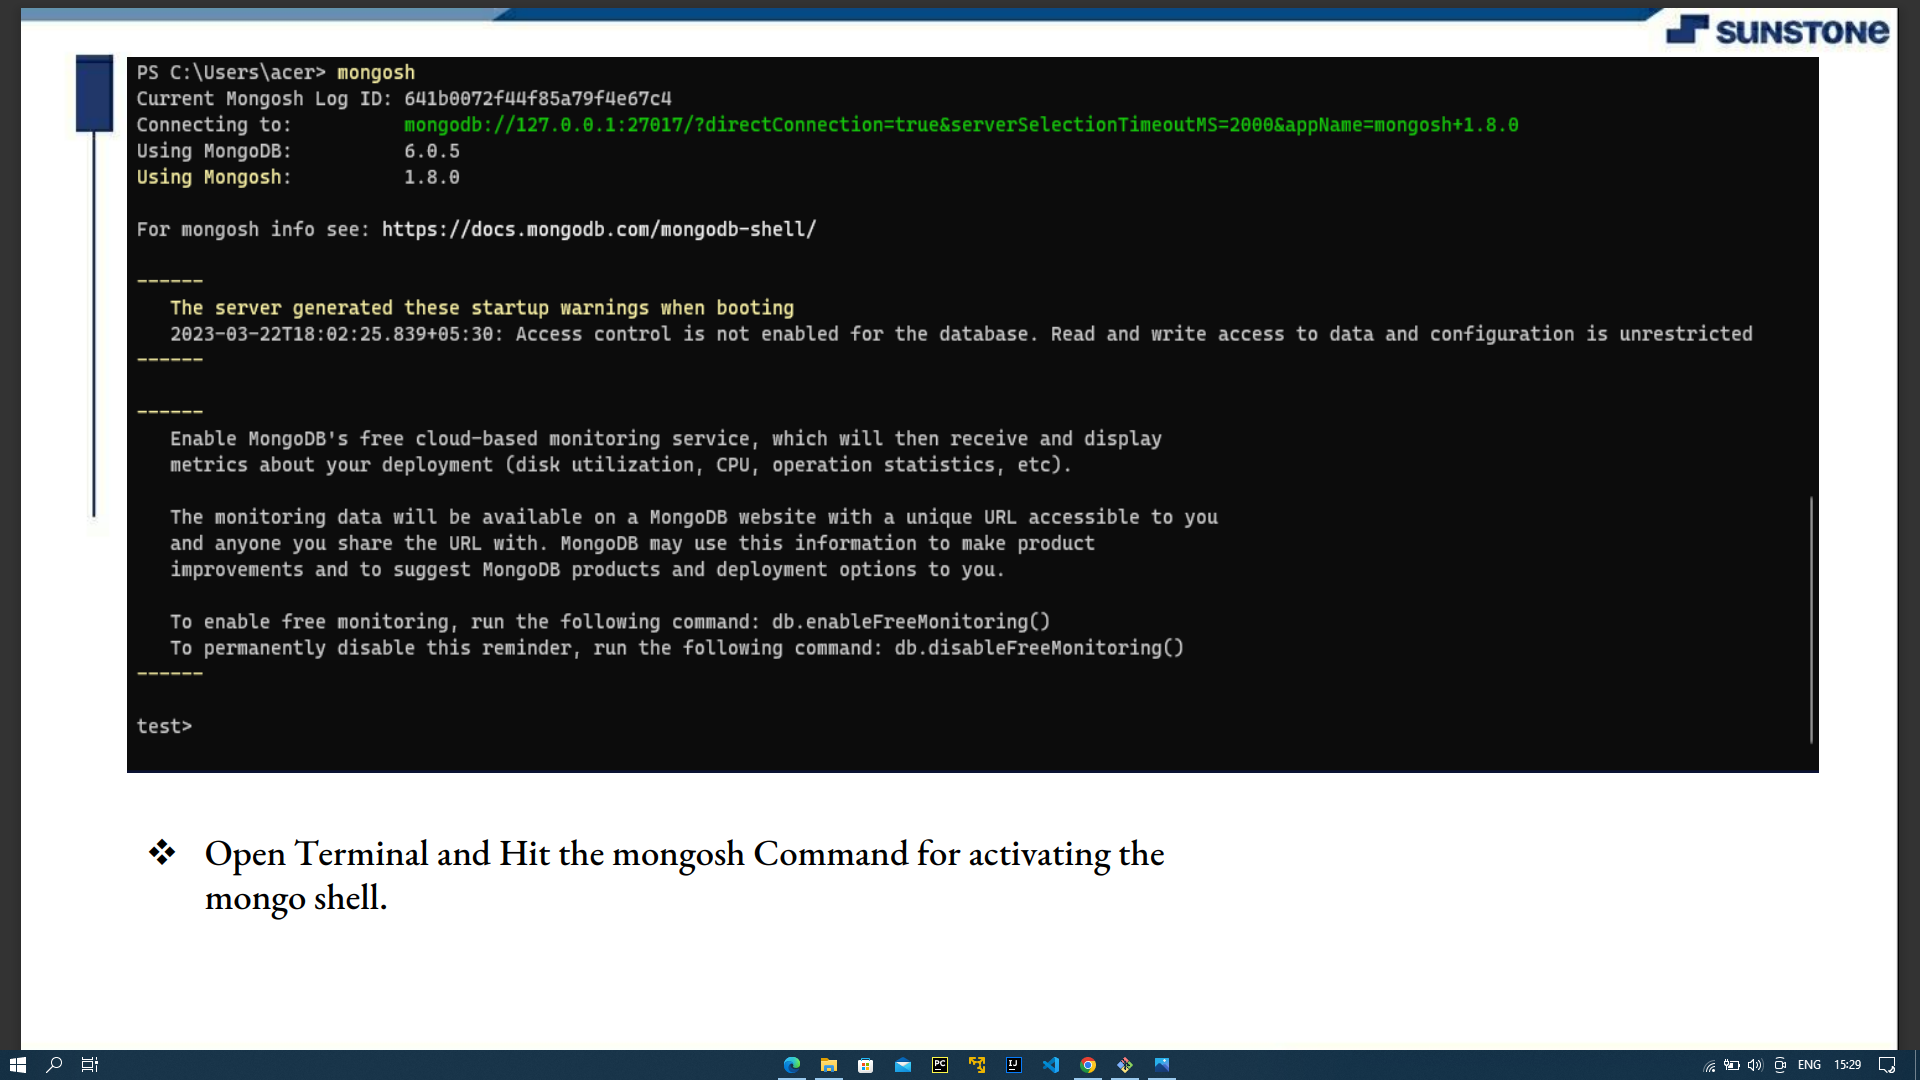 SUNSTONE
PS C:\Users\acer> mongosh
Current Mongosh Log ID: 641b0072f44f85a79f4e67c4
Connecting to: mongodb://127.0.0.1:27017/?directConnection=true&serverSelectionTimeoutMS=2000&appName=mongosh+1.8.0
Using MongoDB: 6.0.5
Using Mongosh: 1.8.0
For mongosh info see: https://docs.mongodb.com/mongodb-shell/
------
The server generated these startup warnings when booting
2023-03-22T18:02:25.839+05:30: Access control is not enabled for the database. Read and write access to data and configuration is unrestricted
------
------
Enable MongoDB's free cloud-based monitoring service, which will then receive and display
metrics about your deployment (disk utilization, CPU, operation statistics, etc).
The monitoring data will be available on a MongoDB website with a unique URL accessible to you
and anyone you share the URL with. MongoDB may use this information to make product
improvements and to suggest MongoDB products and deployment options to you.
To enable free monitoring, run the following command: db.enableFreeMonitoring()
To permanently disable this reminder, run the following command: db.disableFreeMonitoring()
------
test>
❖ Open Terminal and Hit the mongosh Command for activating the
mongo shell.
PC IJ ENG 15:29